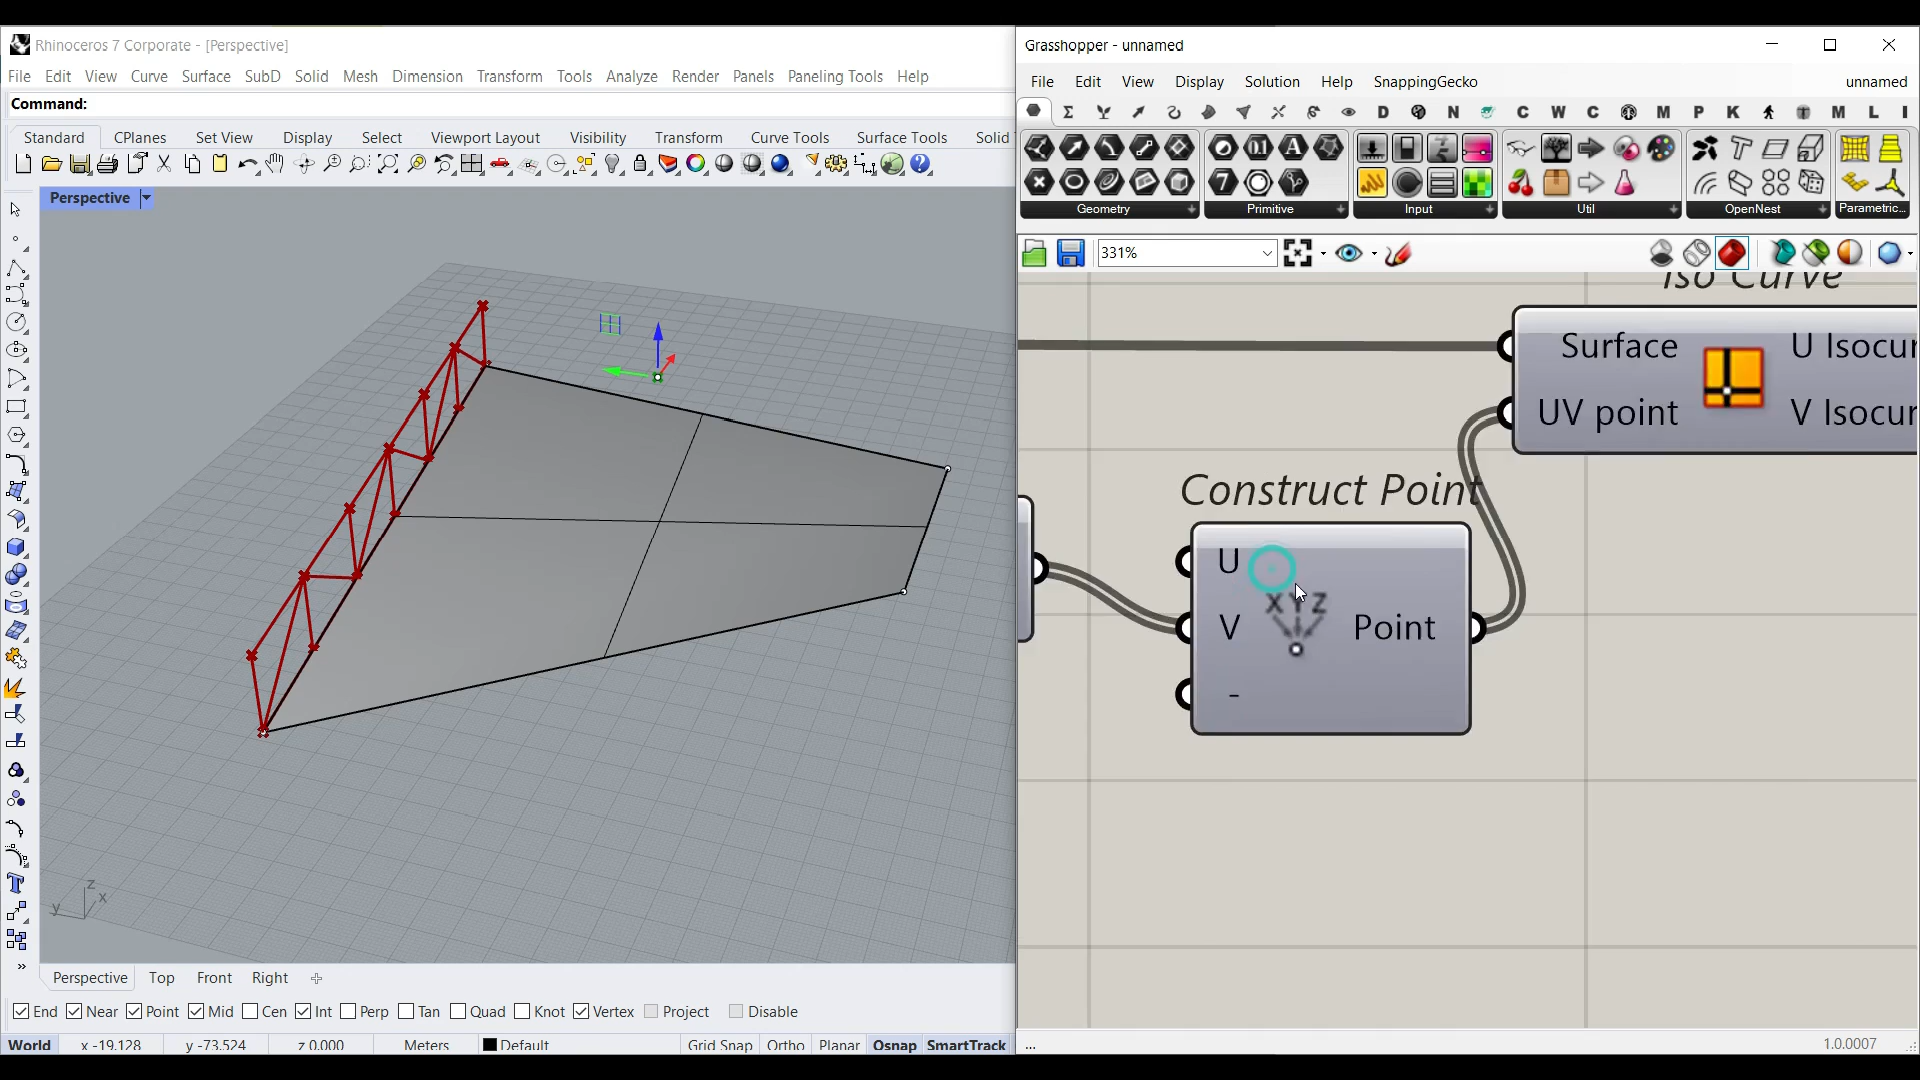 Rhinoceros 7 Corporate - [Perspective]
File Edit View Curve Surface SubD Solid Mesh Dimension Transform Tools Analyze Render Panels Paneling Tools Help
Command:
Standard CPlanes Set View Display Select Viewport Layout Visibility Transform Curve Tools Surface Tools Solid
Perspective
z
x
y
Perspective Top Front Right
End Near Point Mid Cen Int Perp Tan Quad Knot Vertex Project Disable
World x -19.128 y -73.524 z 0.000 Meters Default Grid Snap Ortho Planar Osnap SmartTrack
Grasshopper - unnamed
File Edit View Display Solution Help SnappingGecko unnamed
D N C W C M P K M L I
Geometry Primitive Input Util OpenNest Parametric...
331%
Iso Curve
Surface U Isocur
UV point V Isocur
Construct Point
U
X Y Z
V Point
-
... 1.0.0007